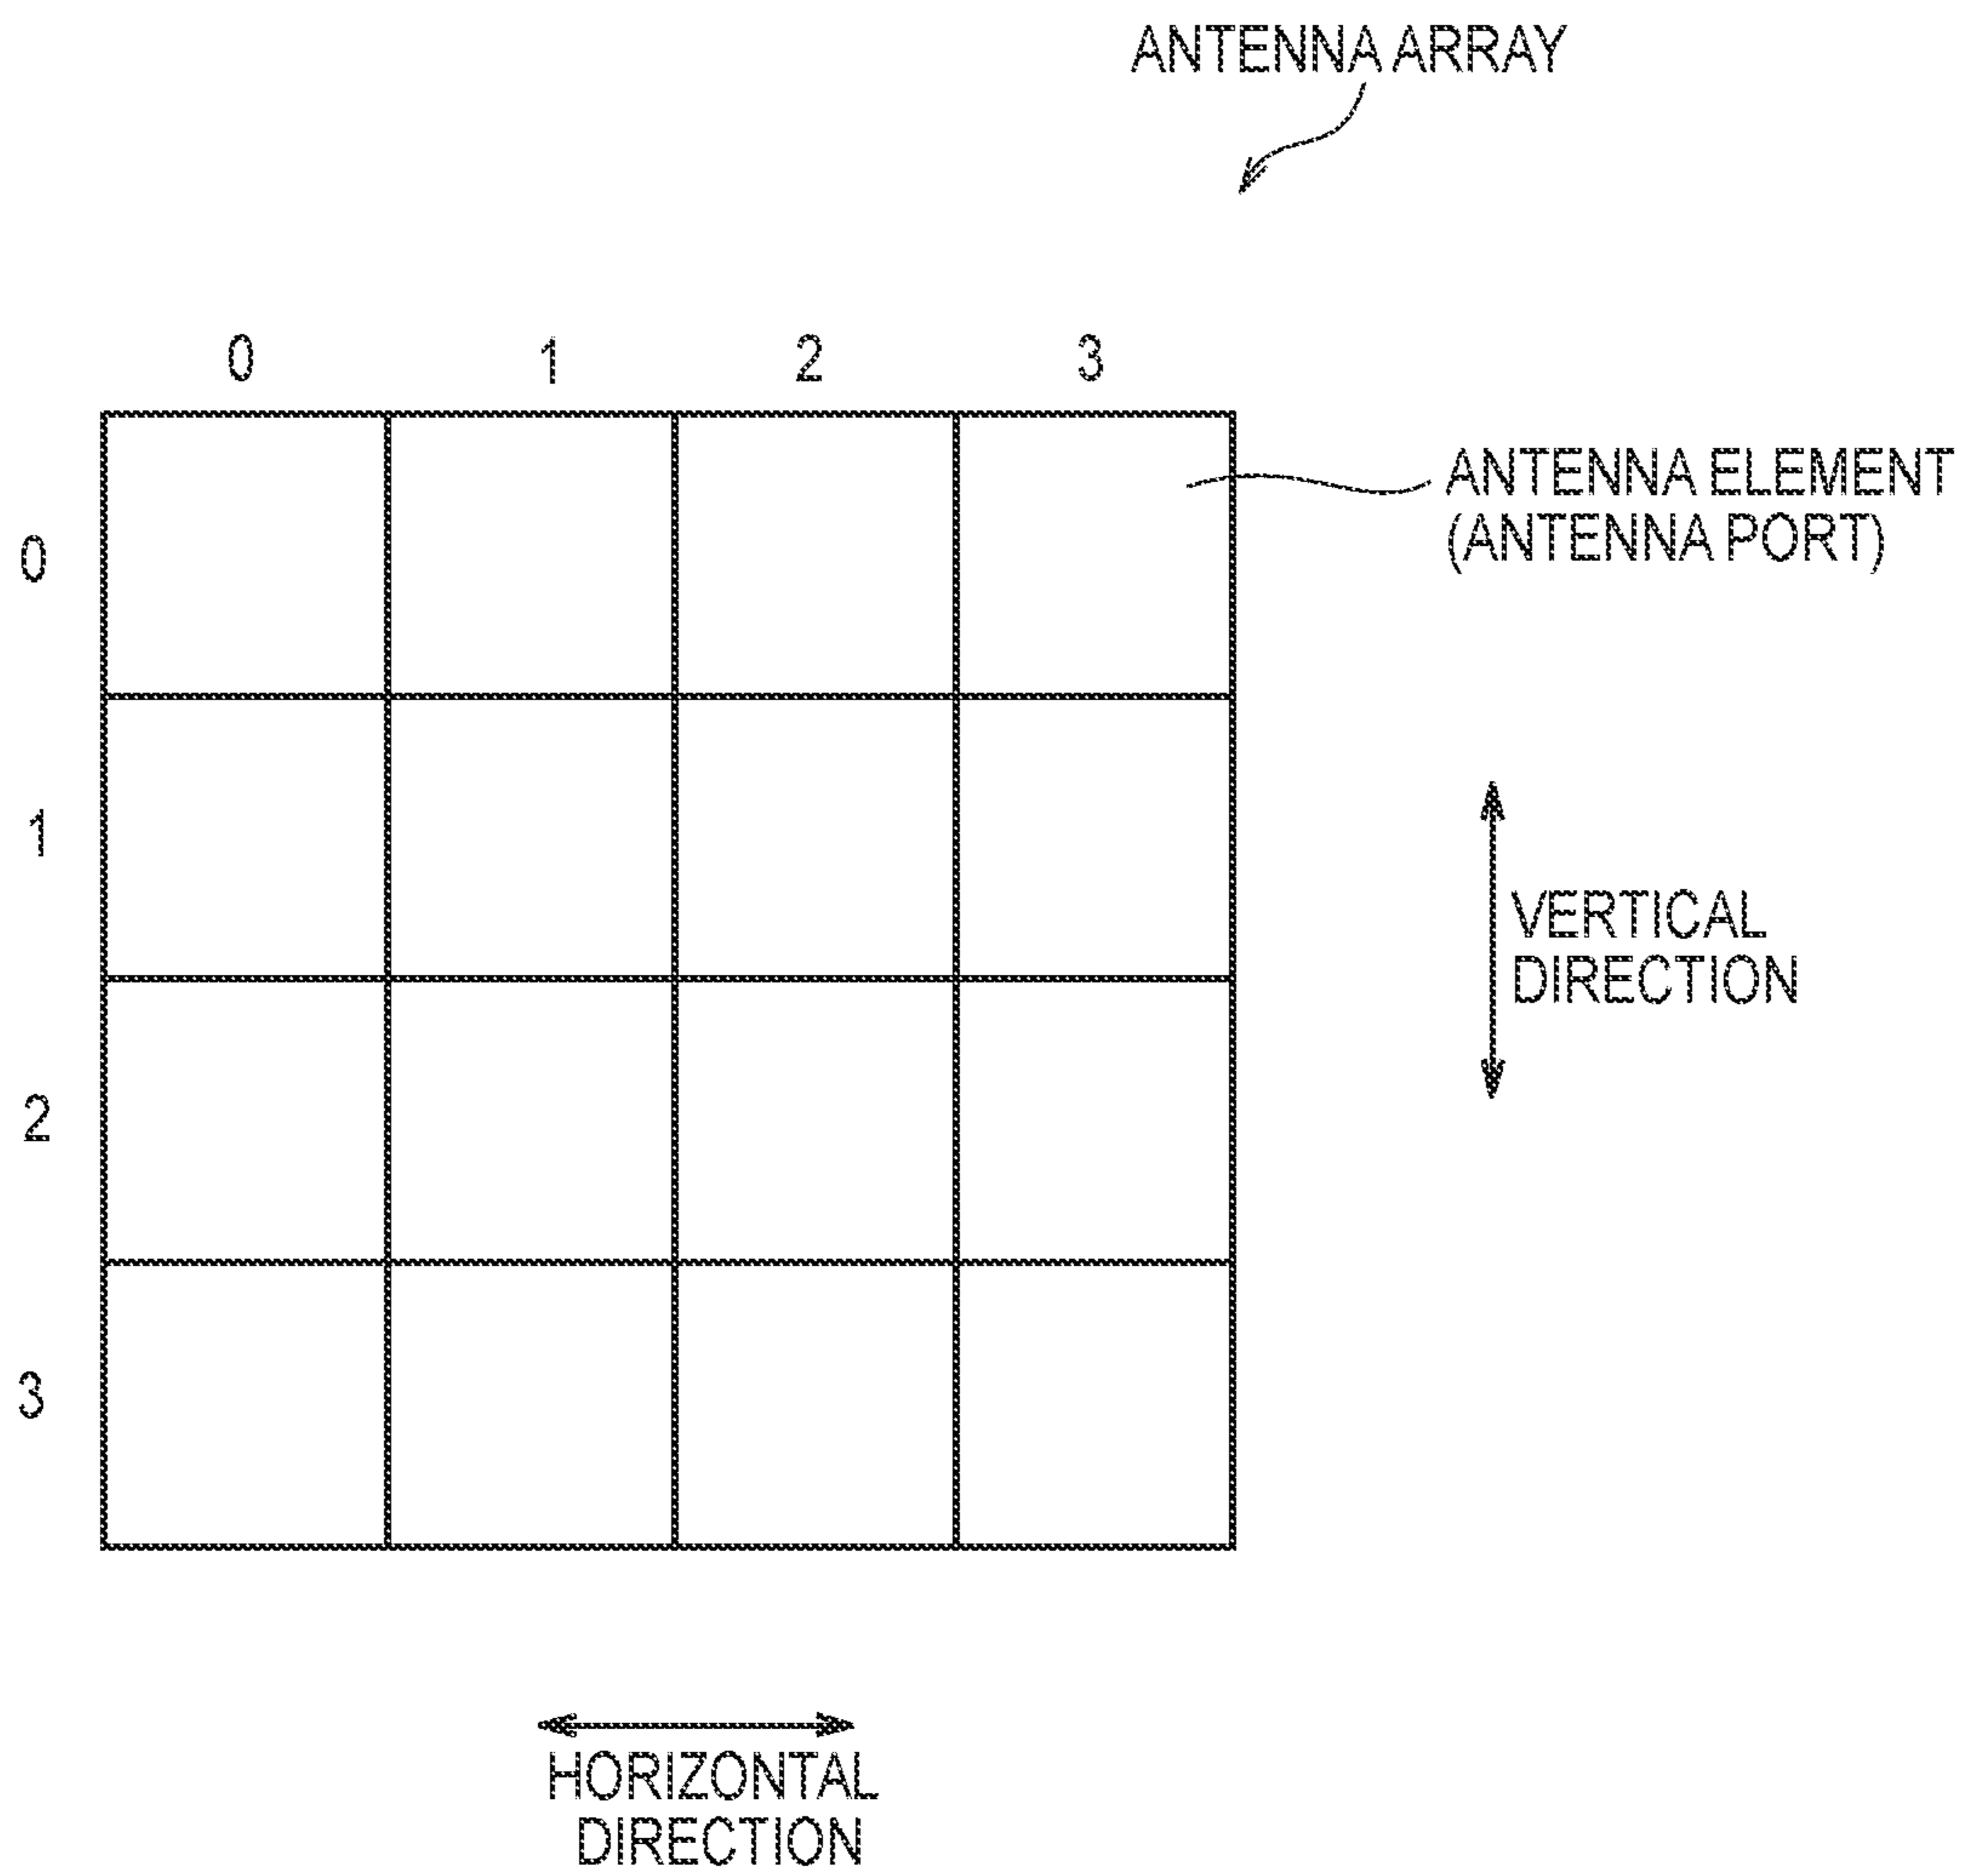 ANTENNA ARRAY
0 1 2 3
ANTENNA ELEMENT
(ANTENNA PORT)
0
1
VERTICAL
DIRECTION
2
3
HORIZONTAL
DIRECTION